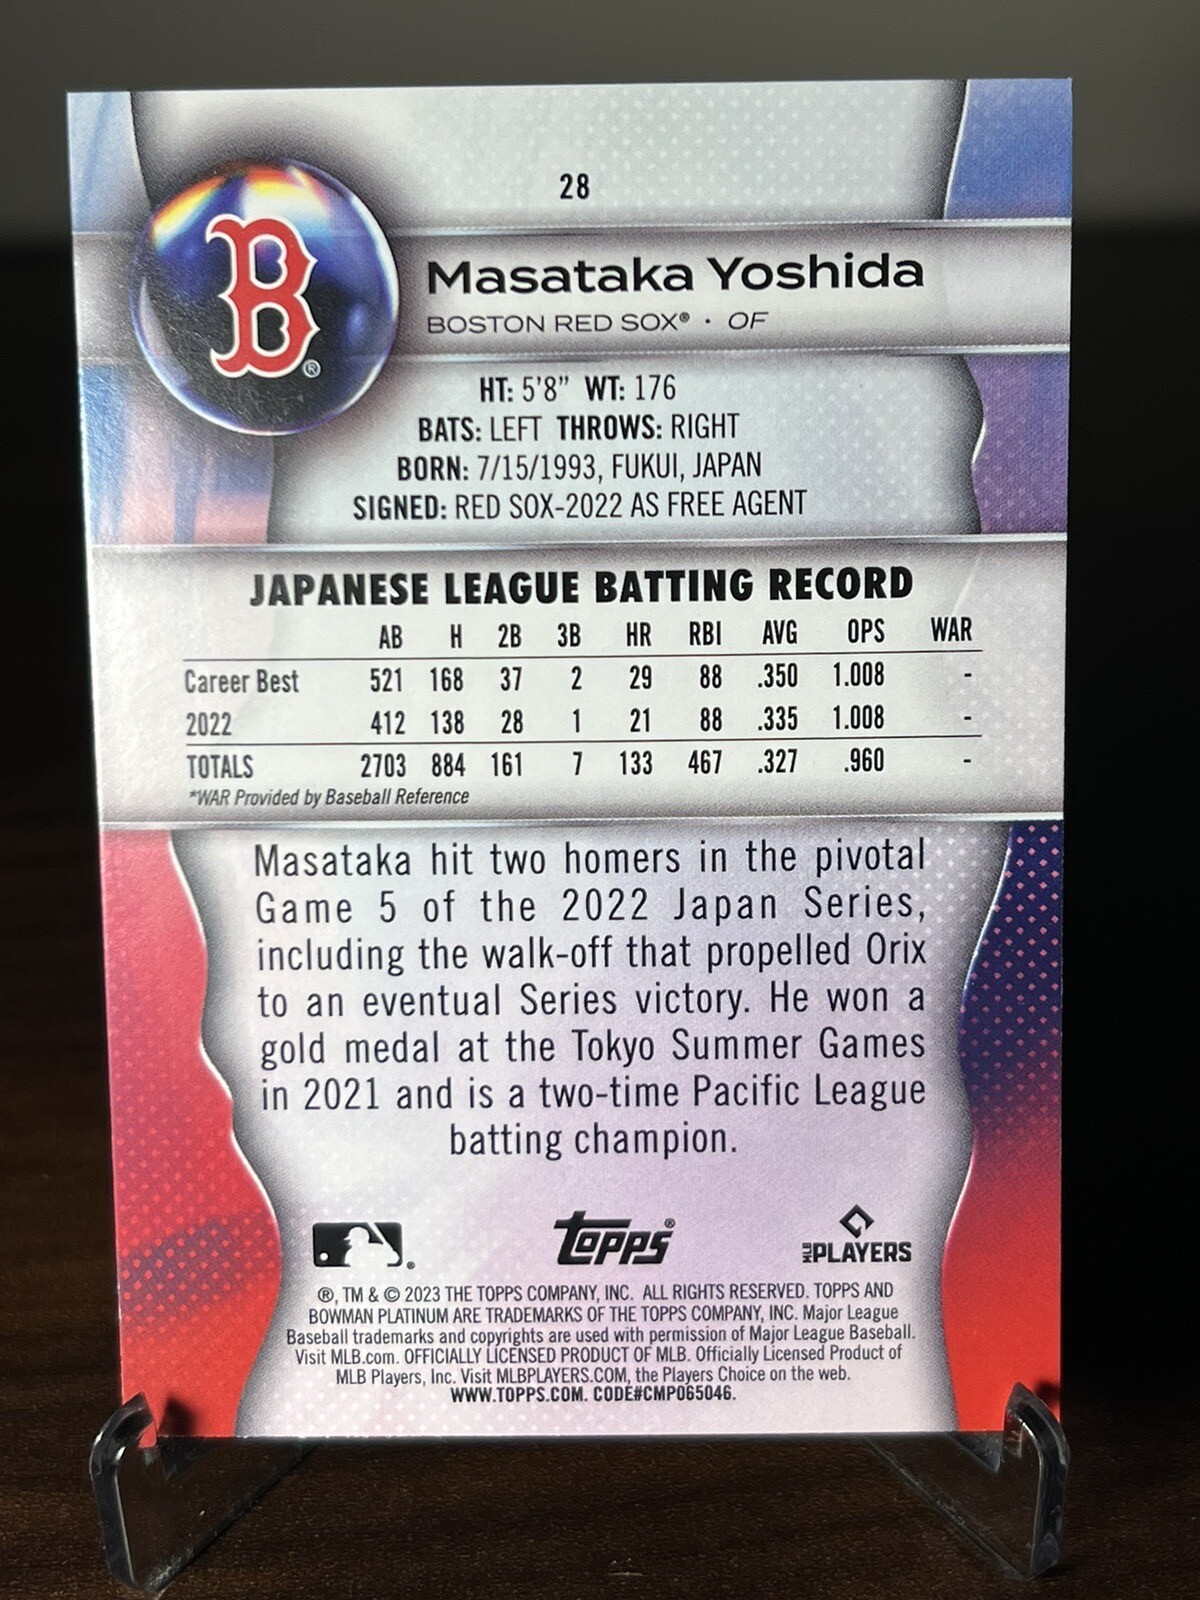 28
B®
Masataka Yoshida
BOSTON RED SOX® · OF
HT: 5'8" WT: 176
BATS: LEFT THROWS: RIGHT
BORN: 7/15/1993, FUKUI, JAPAN
SIGNED: RED SOX-2022 AS FREE AGENT
JAPANESE LEAGUE BATTING RECORD
AB H 2B 3B HR RBI AVG OPS WAR
Career Best 521 168 37 2 29 88 .350 1.008 -
2022 412 138 28 1 21 88 .335 1.008 -
TOTALS 2703 884 161 7 133 467 .327 .960 -
*WAR Provided by Baseball Reference
Masataka hit two homers in the pivotal
Game 5 of the 2022 Japan Series,
including the walk-off that propelled Orix
to an eventual Series victory. He won a
gold medal at the Tokyo Summer Games
in 2021 and is a two-time Pacific League
batting champion.
® topps® MLB PLAYERS
®, TM & © 2023 THE TOPPS COMPANY, INC. ALL RIGHTS RESERVED. TOPPS AND
BOWMAN PLATINUM ARE TRADEMARKS OF THE TOPPS COMPANY, INC. Major League
Baseball trademarks and copyrights are used with permission of Major League Baseball.
Visit MLB.com. OFFICIALLY LICENSED PRODUCT OF MLB. Officially Licensed Product of
MLB Players, Inc. Visit MLBPLAYERS.COM, the Players Choice on the web.
WWW.TOPPS.COM. CODE#CMP065046.